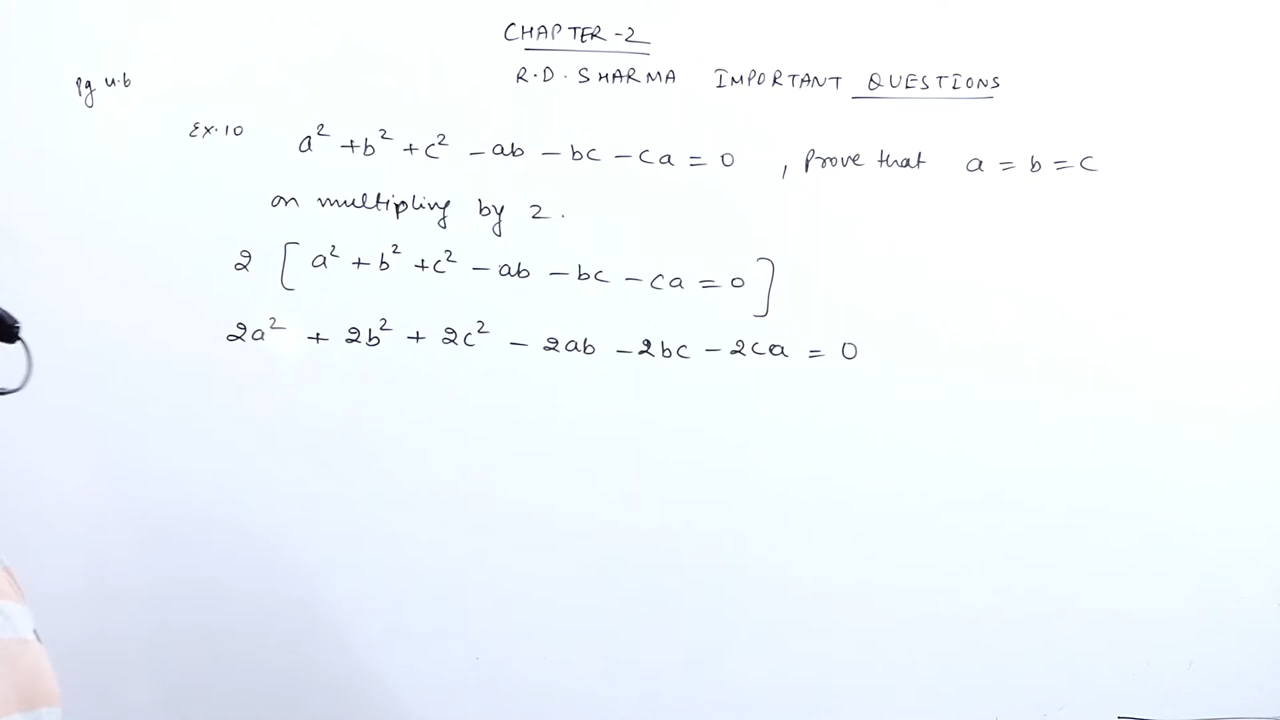 CHAPTER-2
R.D.SHARMA IMPORTANT QUESTIONS
Pg 4.6
Ex.10 a² + b² + c² - ab - bc - ca = 0 , Prove that a = b = c
on multipling by 2.
2 [ a² + b² + c² - ab - bc - ca = 0 ]
2a² + 2b² + 2c² - 2ab - 2bc - 2ca = 0